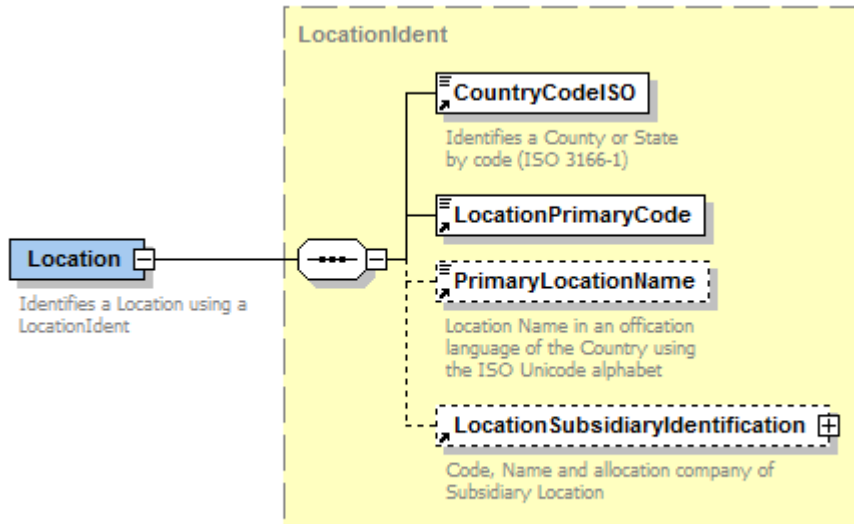 LocationIdent
CountryCodeISO
Identifies a County or State
by code (ISO 3166-1)
LocationPrimaryCode
Location
Identifies a Location using a
LocationIdent
PrimaryLocationName
Location Name in an offication
language of the Country using
the ISO Unicode alphabet
LocationSubsidiaryIdentification
Code, Name and allocation company of
Subsidiary Location